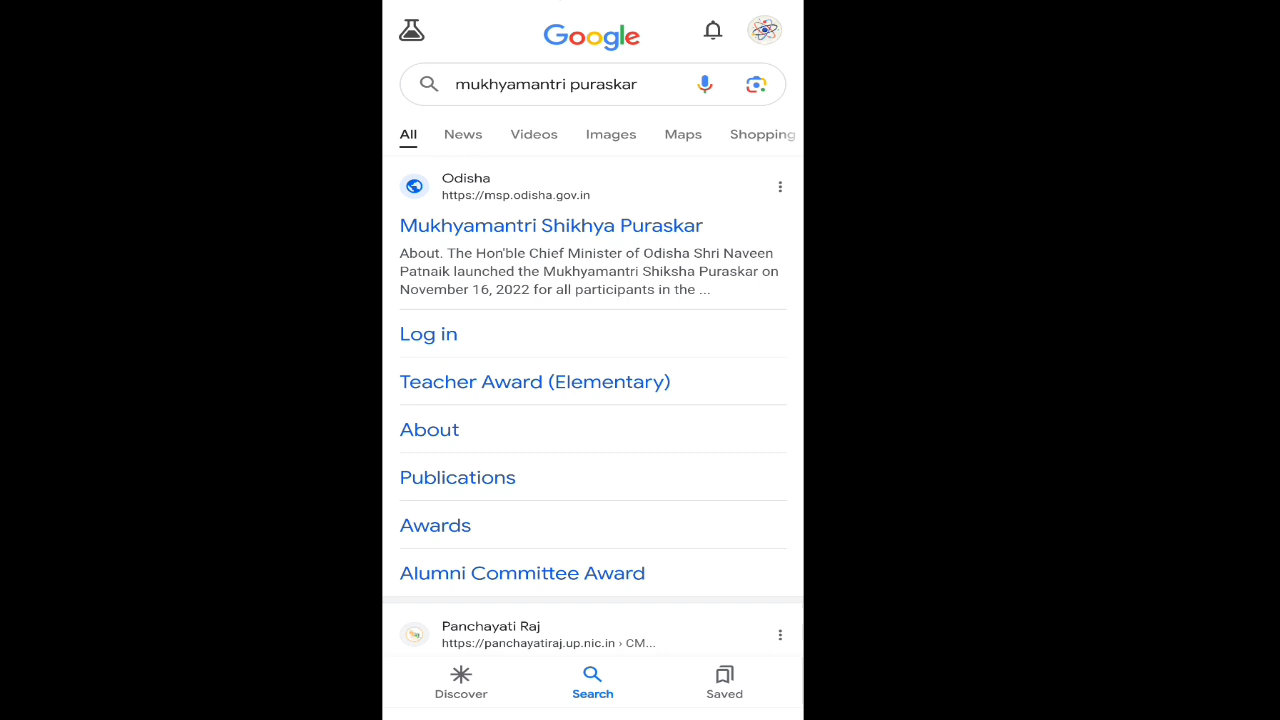 Google
mukhyamantri puraskar
All News Videos Images Maps Shopping
Odisha
https://msp.odisha.gov.in
Mukhyamantri Shikhya Puraskar
About. The Hon'ble Chief Minister of Odisha Shri Naveen
Patnaik launched the Mukhyamantri Shiksha Puraskar on
November 16, 2022 for all participants in the ...
Log in
Teacher Award (Elementary)
About
Publications
Awards
Alumni Committee Award
Panchayati Raj
https://panchayatiraj.up.nic.in › CM...
Discover Search Saved